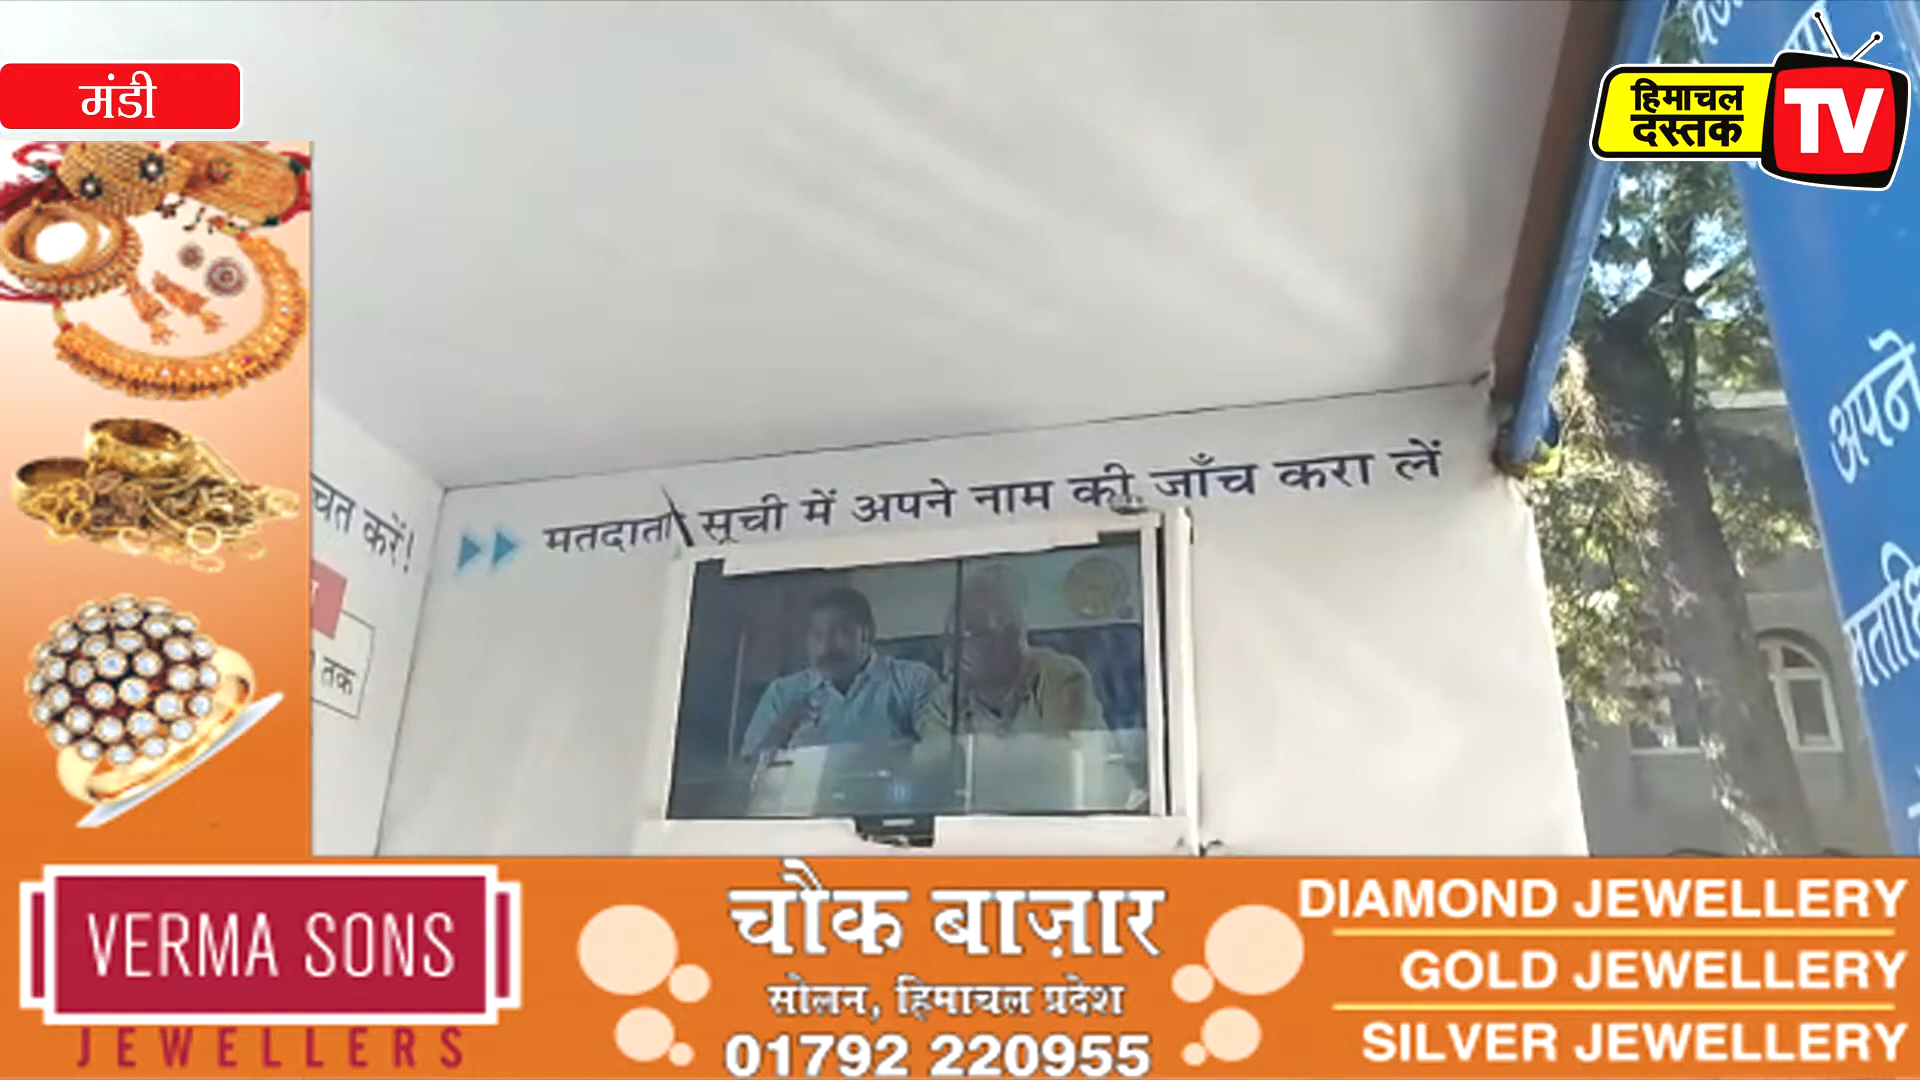 मंडी
हिमाचल
दस्तक
TV
अपने
करें!
तक
मतदाता सूची में अपने नाम की जाँच करा लें
VERMA SONS
JEWELLERS
चौक बाज़ार
सोलन, हिमाचल प्रदेश
01792 220955
DIAMOND JEWELLERY
GOLD JEWELLERY
SILVER JEWELLERY